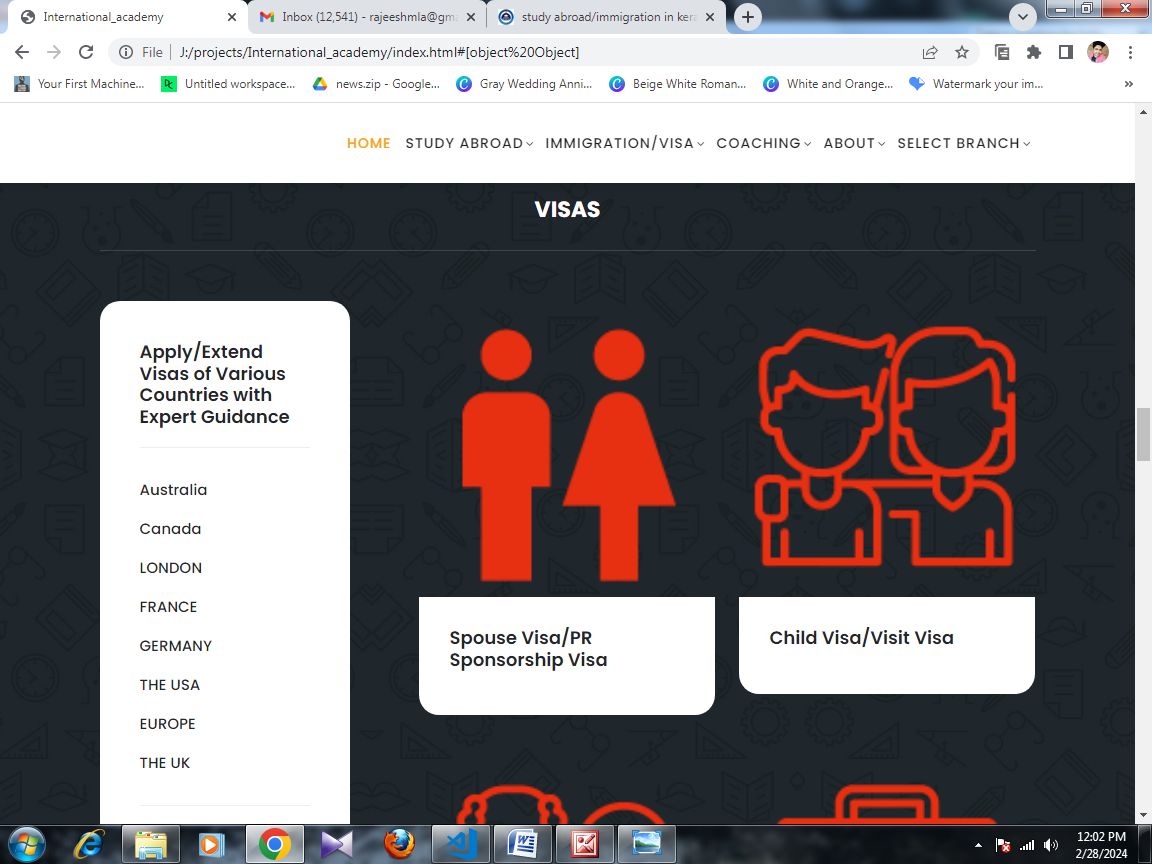 International_academy
Inbox (12,541) - rajeeshmla@gma
study abroad/immigration in kera
File
J:/projects/International_academy/index.html#[object%20Object]
Your First Machine...
Untitled workspace...
news.zip - Google...
Gray Wedding Anni...
Beige White Roman...
White and Orange...
Watermark your im...
HOME STUDY ABROAD IMMIGRATION/VISA COACHING ABOUT SELECT BRANCH
VISAS
Apply/Extend
Visas of Various
Countries with
Expert Guidance
Australia
Canada
LONDON
FRANCE
GERMANY
THE USA
EUROPE
THE UK
Spouse Visa/PR
Sponsorship Visa
Child Visa/Visit Visa
12:02 PM
2/28/2024